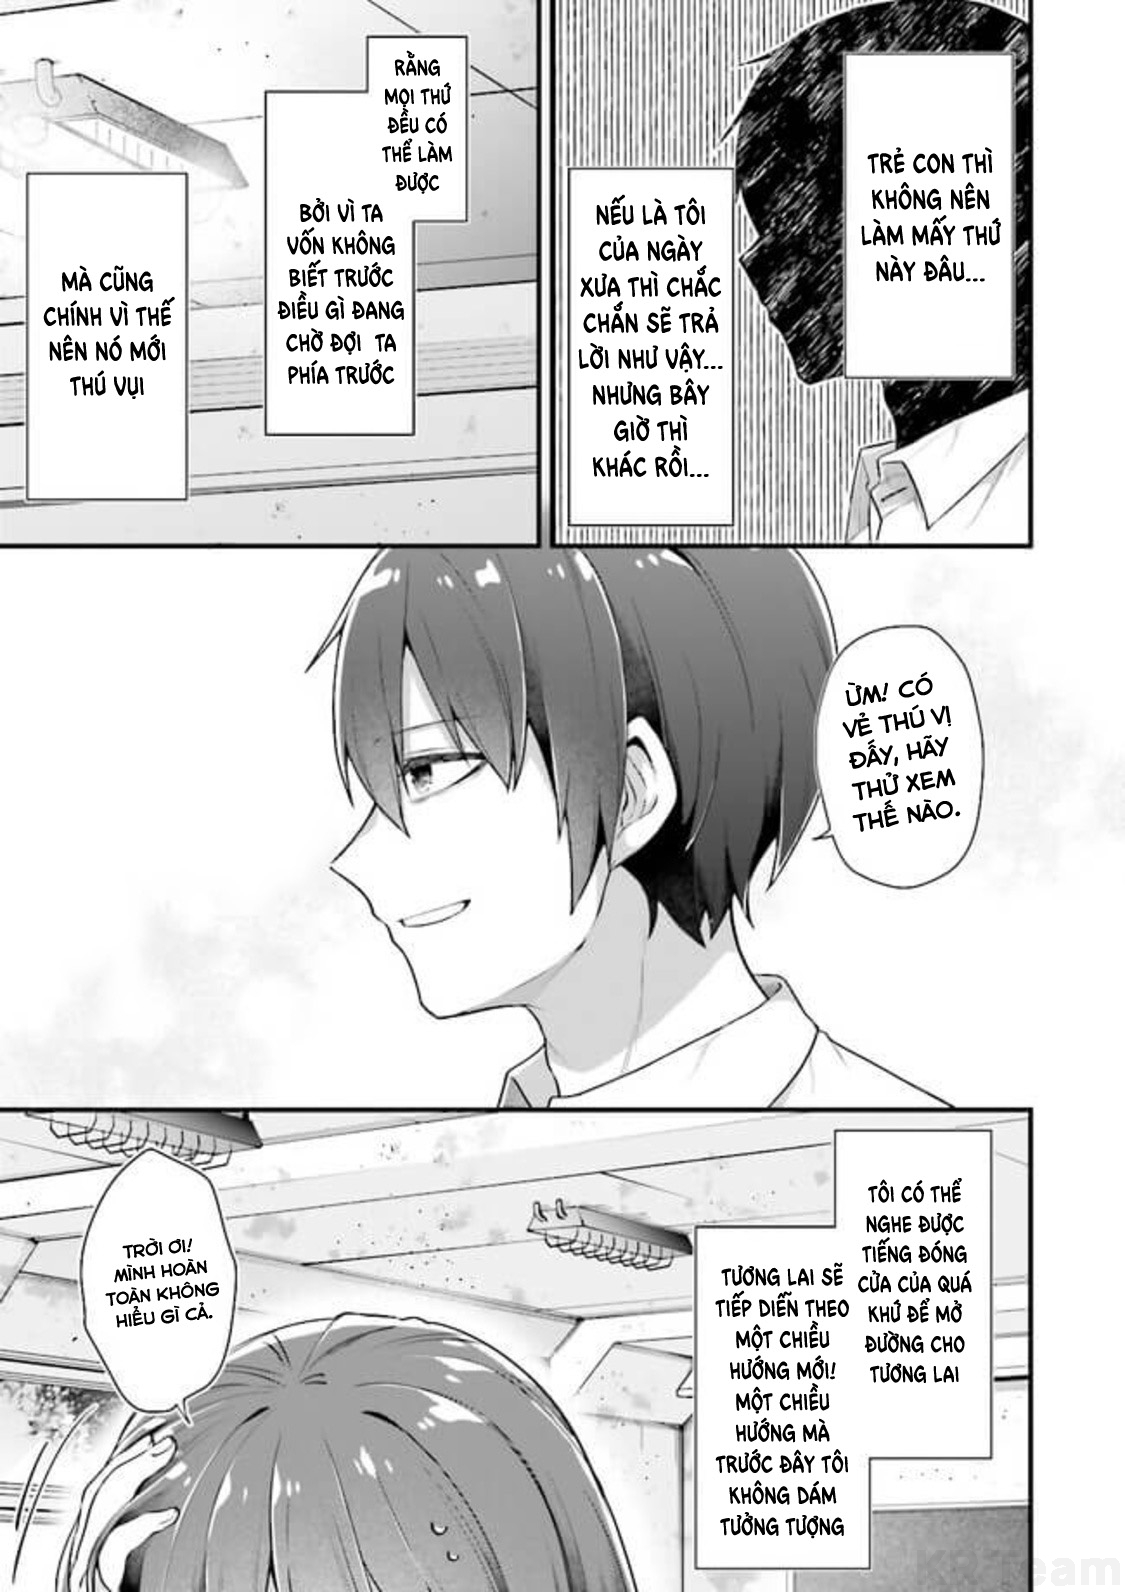 TRẺ CON THÌ
KHÔNG NÊN
LÀM MẤY THỨ
NÀY ĐÂU...
NẾU LÀ TÔI
CỦA NGÀY
XƯA THÌ CHẮC
CHẮN SẼ TRẢ
LỜI NHƯ VẬY...
NHƯNG BÂY
GIỜ THÌ
KHÁC RỒI...
RẰNG
MỌI THỨ
ĐỀU CÓ
THỂ LÀM
ĐƯỢC
BỞI VÌ TA
VỐN KHÔNG
BIẾT TRƯỚC
ĐIỀU GÌ ĐANG
CHỜ ĐỢI TA
PHÍA TRƯỚC
MÀ CŨNG
CHÍNH VÌ THẾ
NÊN NÓ MỚI
THÚ VỤI
ỪM! CÓ
VẺ THÚ VỊ
ĐẤY, HÃY
THỬ XEM
THẾ NÀO.
TÔI CÓ THỂ
NGHE ĐƯỢC
TIẾNG ĐÓNG
CỬA CỦA QUÁ
KHỨ ĐỂ MỞ
ĐƯỜNG CHO
TƯƠNG LAI
TƯƠNG LAI SẼ
TIẾP DIỄN THEO
MỘT CHIỀU
HƯỚNG MỚI!
MỘT CHIỀU
HƯỚNG MÀ
TRƯỚC ĐÂY TÔI
KHÔNG DÁM
TƯỞNG TƯỢNG
TRỜI ƠI!
MÌNH HOÀN
TOÀN KHÔNG
HIỂU GÌ CẢ.